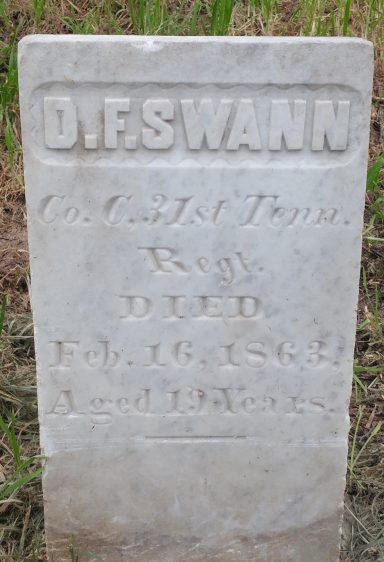 D.F.SWANN
Co. C, 31st Tenn.
Regt.
DIED
Feb. 16, 1863.
Aged 19 Years.